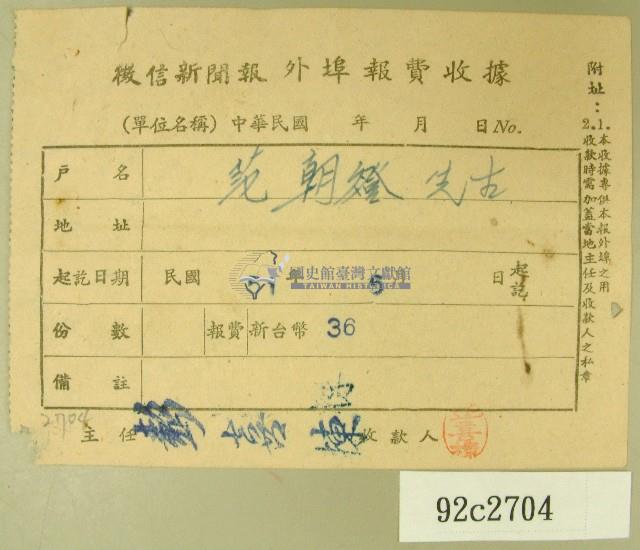 徵信新聞報 外埠報費收據
(單位名稱) 中華民國 年 月 日 No.
戶名 范朝燈 先生
地址
起訖日期 民國 年 5 日 起訖
份數 報費 新台幣 36
備註
2704
主任 收款人
附址：
1.本收據專供本報外埠之用
2.收款時需加蓋當地主任及收款人之私章
國史館臺灣文獻館
TAIWAN HISTORICA
92c2704